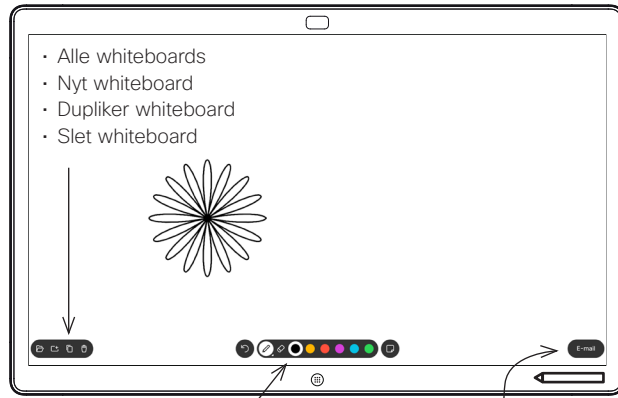 · Alle whiteboards
· Nyt whiteboard
· Dupliker whiteboard
· Slet whiteboard
E-mail